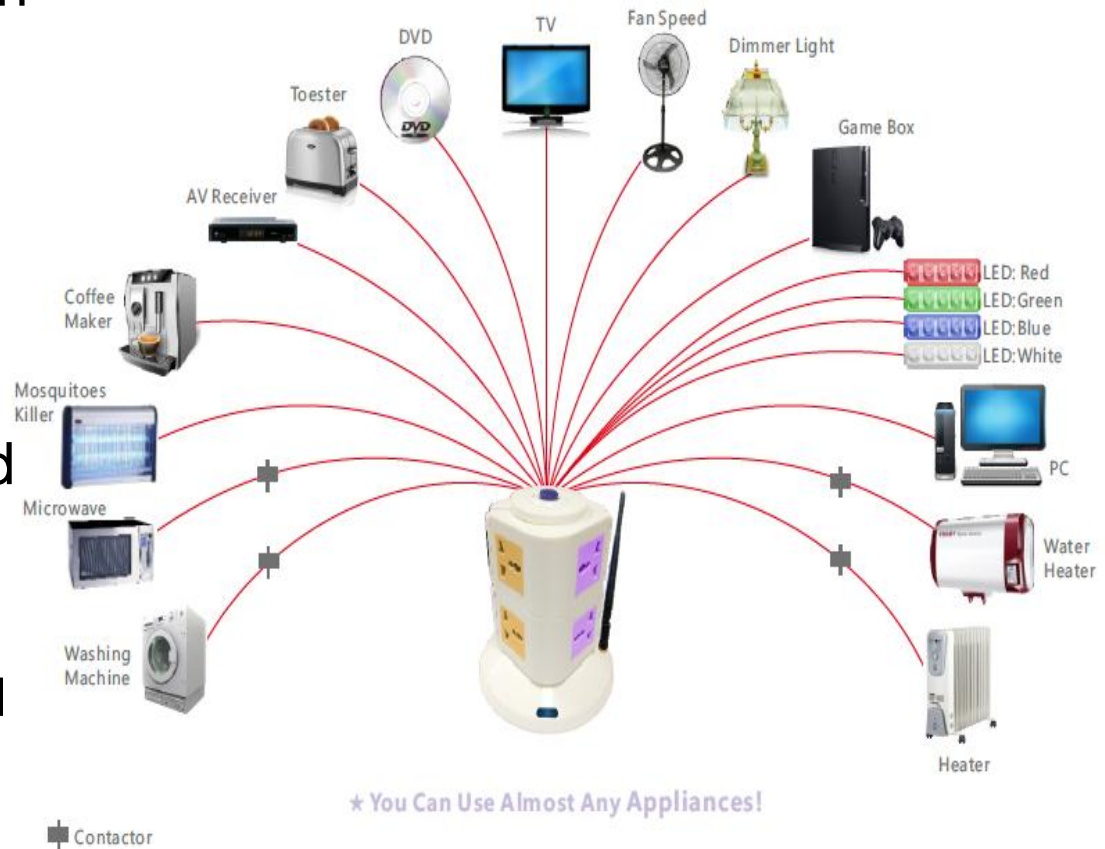 TV
Fan Speed
DVD
Dimmer Light
Toester
Game Box
AV Receiver
LED: Red
LED:Green
LED:Blue
LED:White
Coffee
Maker
Mosquitoes
Killer
PC
Microwave
Water
Heater
Washing
Machine
Heater
★ You Can Use Almost Any Appliances!
Contactor
DVD